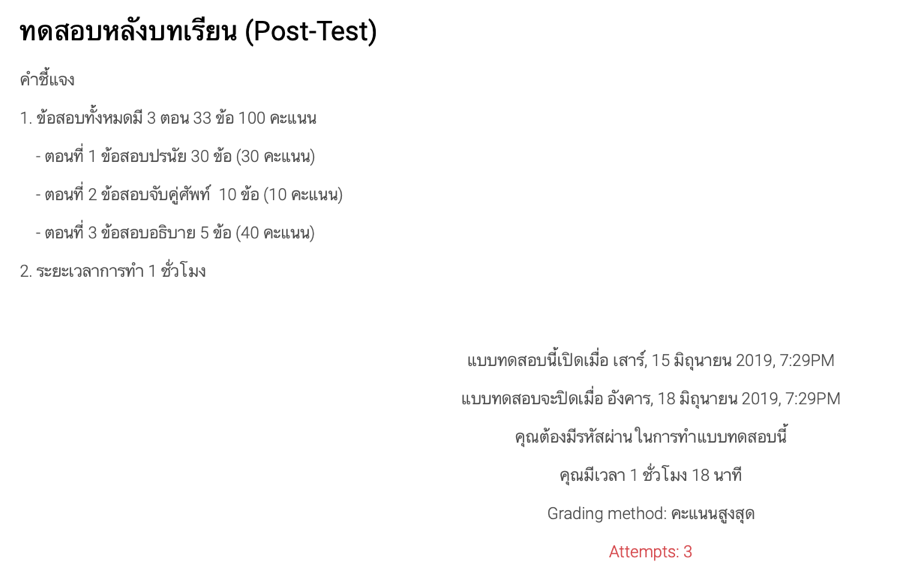 ทดสอบหลังบทเรียน (Post-Test)
คำชี้แจง
1. ข้อสอบทั้งหมดมี 3 ตอน 33 ข้อ 100 คะแนน
- ตอนที่ 1 ข้อสอบปรนัย 30 ข้อ (30 คะแนน)
- ตอนที่ 2 ข้อสอบจับคู่ศัพท์ 10 ข้อ (10 คะแนน)
- ตอนที่ 3 ข้อสอบอธิบาย 5 ข้อ (40 คะแนน)
2. ระยะเวลาการทำ 1 ชั่วโมง
แบบทดสอบนี้เปิดเมื่อ เสาร์, 15 มิถุนายน 2019, 7:29PM
แบบทดสอบจะปิดเมื่อ อังคาร, 18 มิถุนายน 2019, 7:29PM
คุณต้องมีรหัสผ่านในการทำแบบทดสอบนี้
คุณมีเวลา 1 ชั่วโมง 18 นาที
Grading method: คะแนนสูงสุด
Attempts: 3